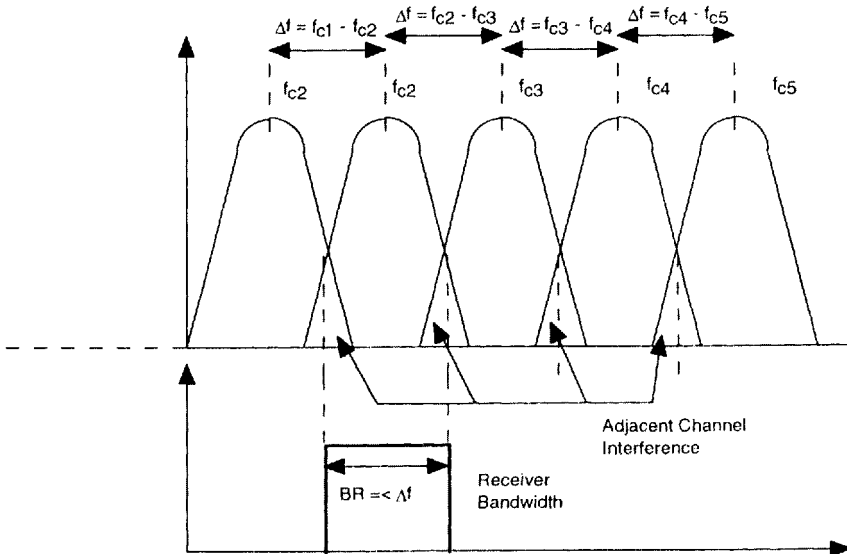 Δf = fc1 - fc2
Δf = fc2 - fc3
Δf = fc3 - fc4
Δf = fc4 - fc5
fc2
fc2
fc3
fc4
fc5
Adjacent Channel
Interference
BR =< Δf
Receiver
Bandwidth